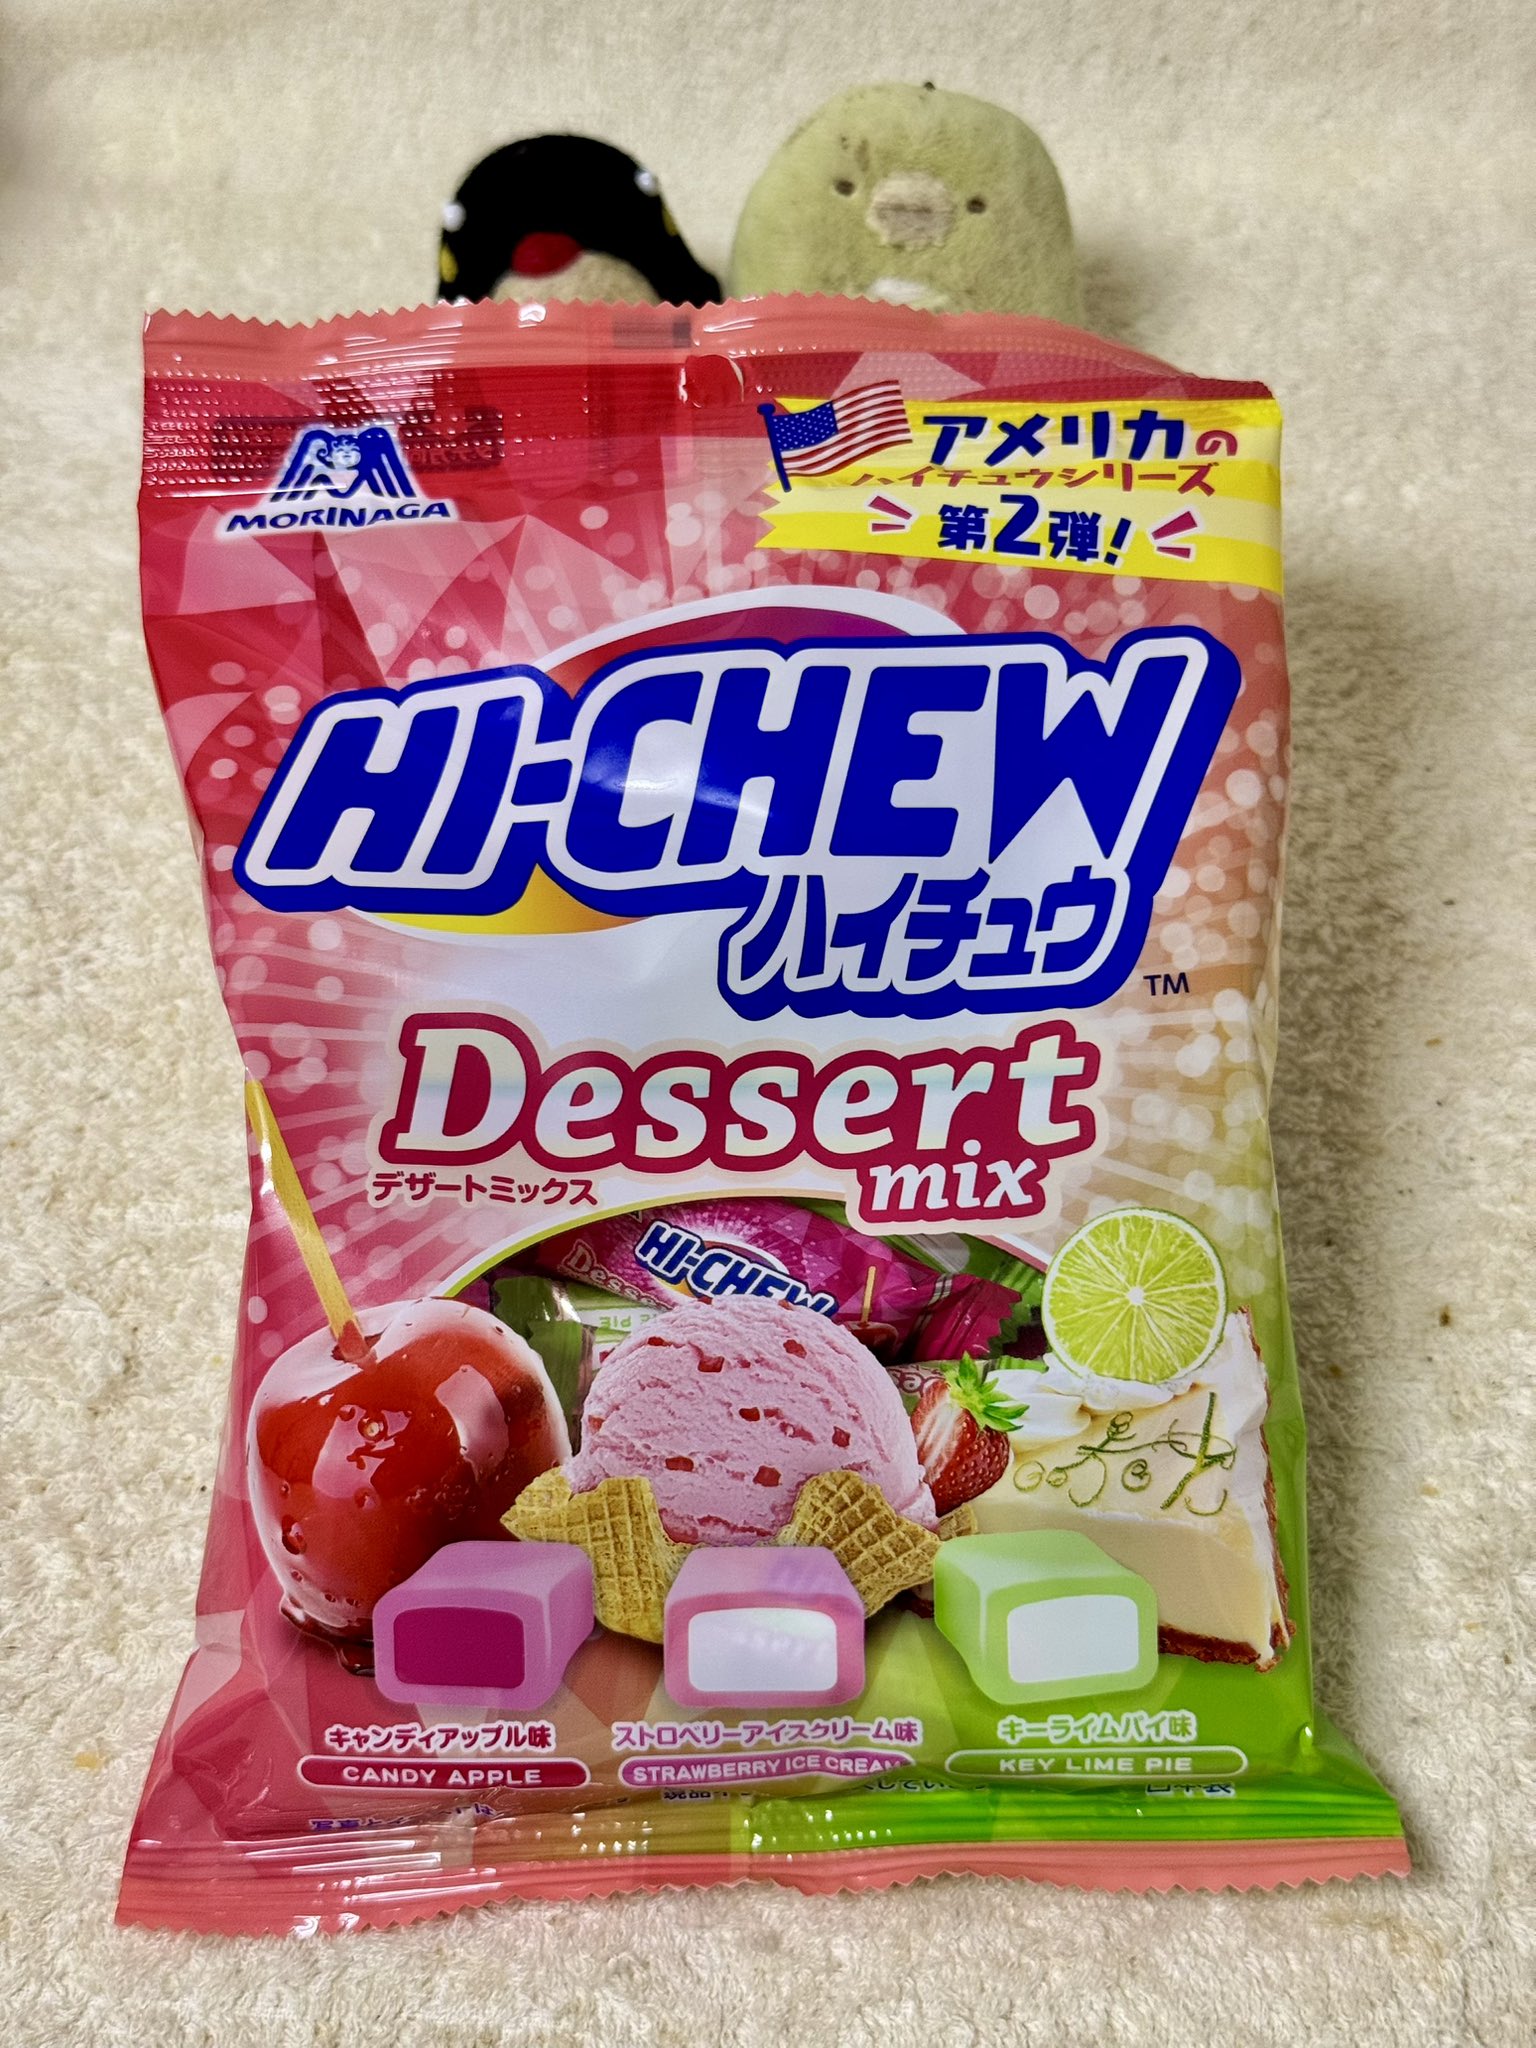 MORINAGA
アメリカの
ハイチュウシリーズ
第2弾!
HI-CHEW
ハイチュウ
TM
Dessert
mix
デザートミックス
HI-CHEW
Desse
キャンディアップル味
CANDY APPLE
ストロベリーアイスクリーム味
STRAWBERRY ICE CREAM
キーライムパイ味
KEY LIME PIE